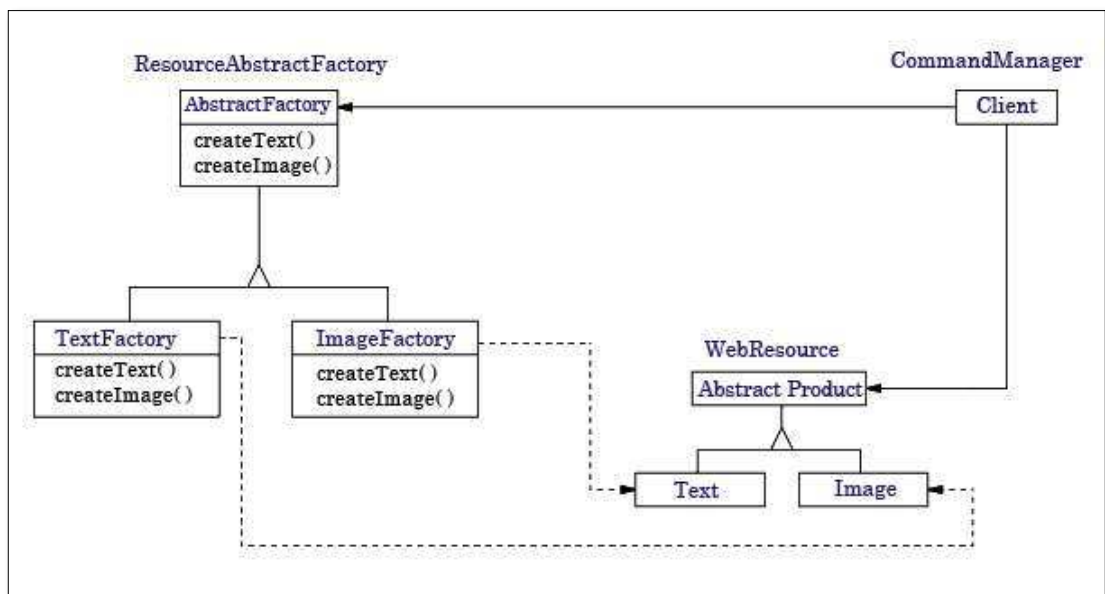 ResourceAbstractFactory
AbstractFactory
createText()
createImage()
CommandManager
Client
TextFactory
createText()
createImage()
ImageFactory
createText()
createImage()
WebResource
Abstract Product
Text
Image